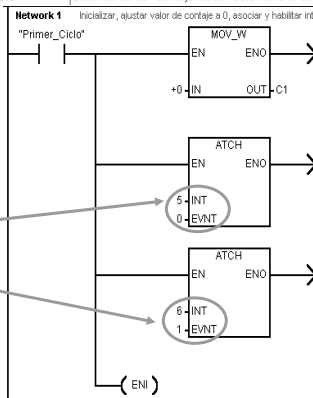 Network 1 Inicializar, ajustar valor de contaje a 0, asociar y habilitar int
"Primer_Ciclo"
MOV_W
EN ENO
+0 IN OUT C1
ATCH
EN ENO
5 INT
0 EVNT
ATCH
EN ENO
6 INT
1 EVNT
ENI